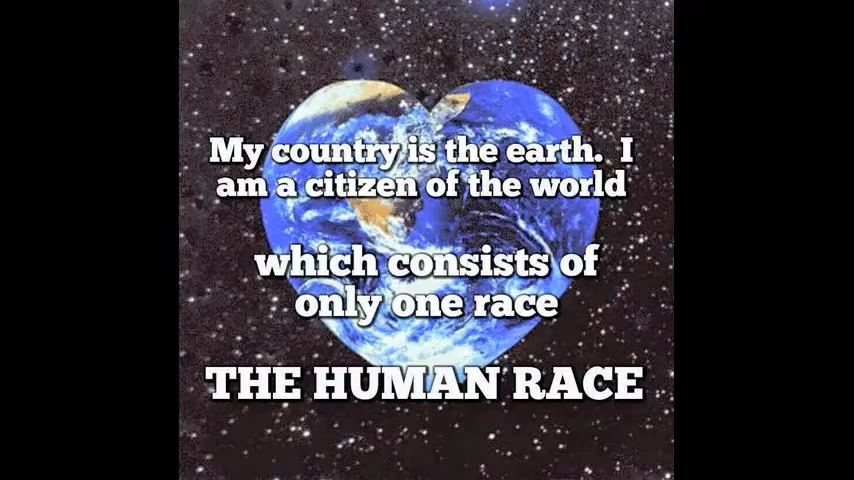 My country is the earth. I
am a citizen of the world
which consists of
only one race
THE HUMAN RACE